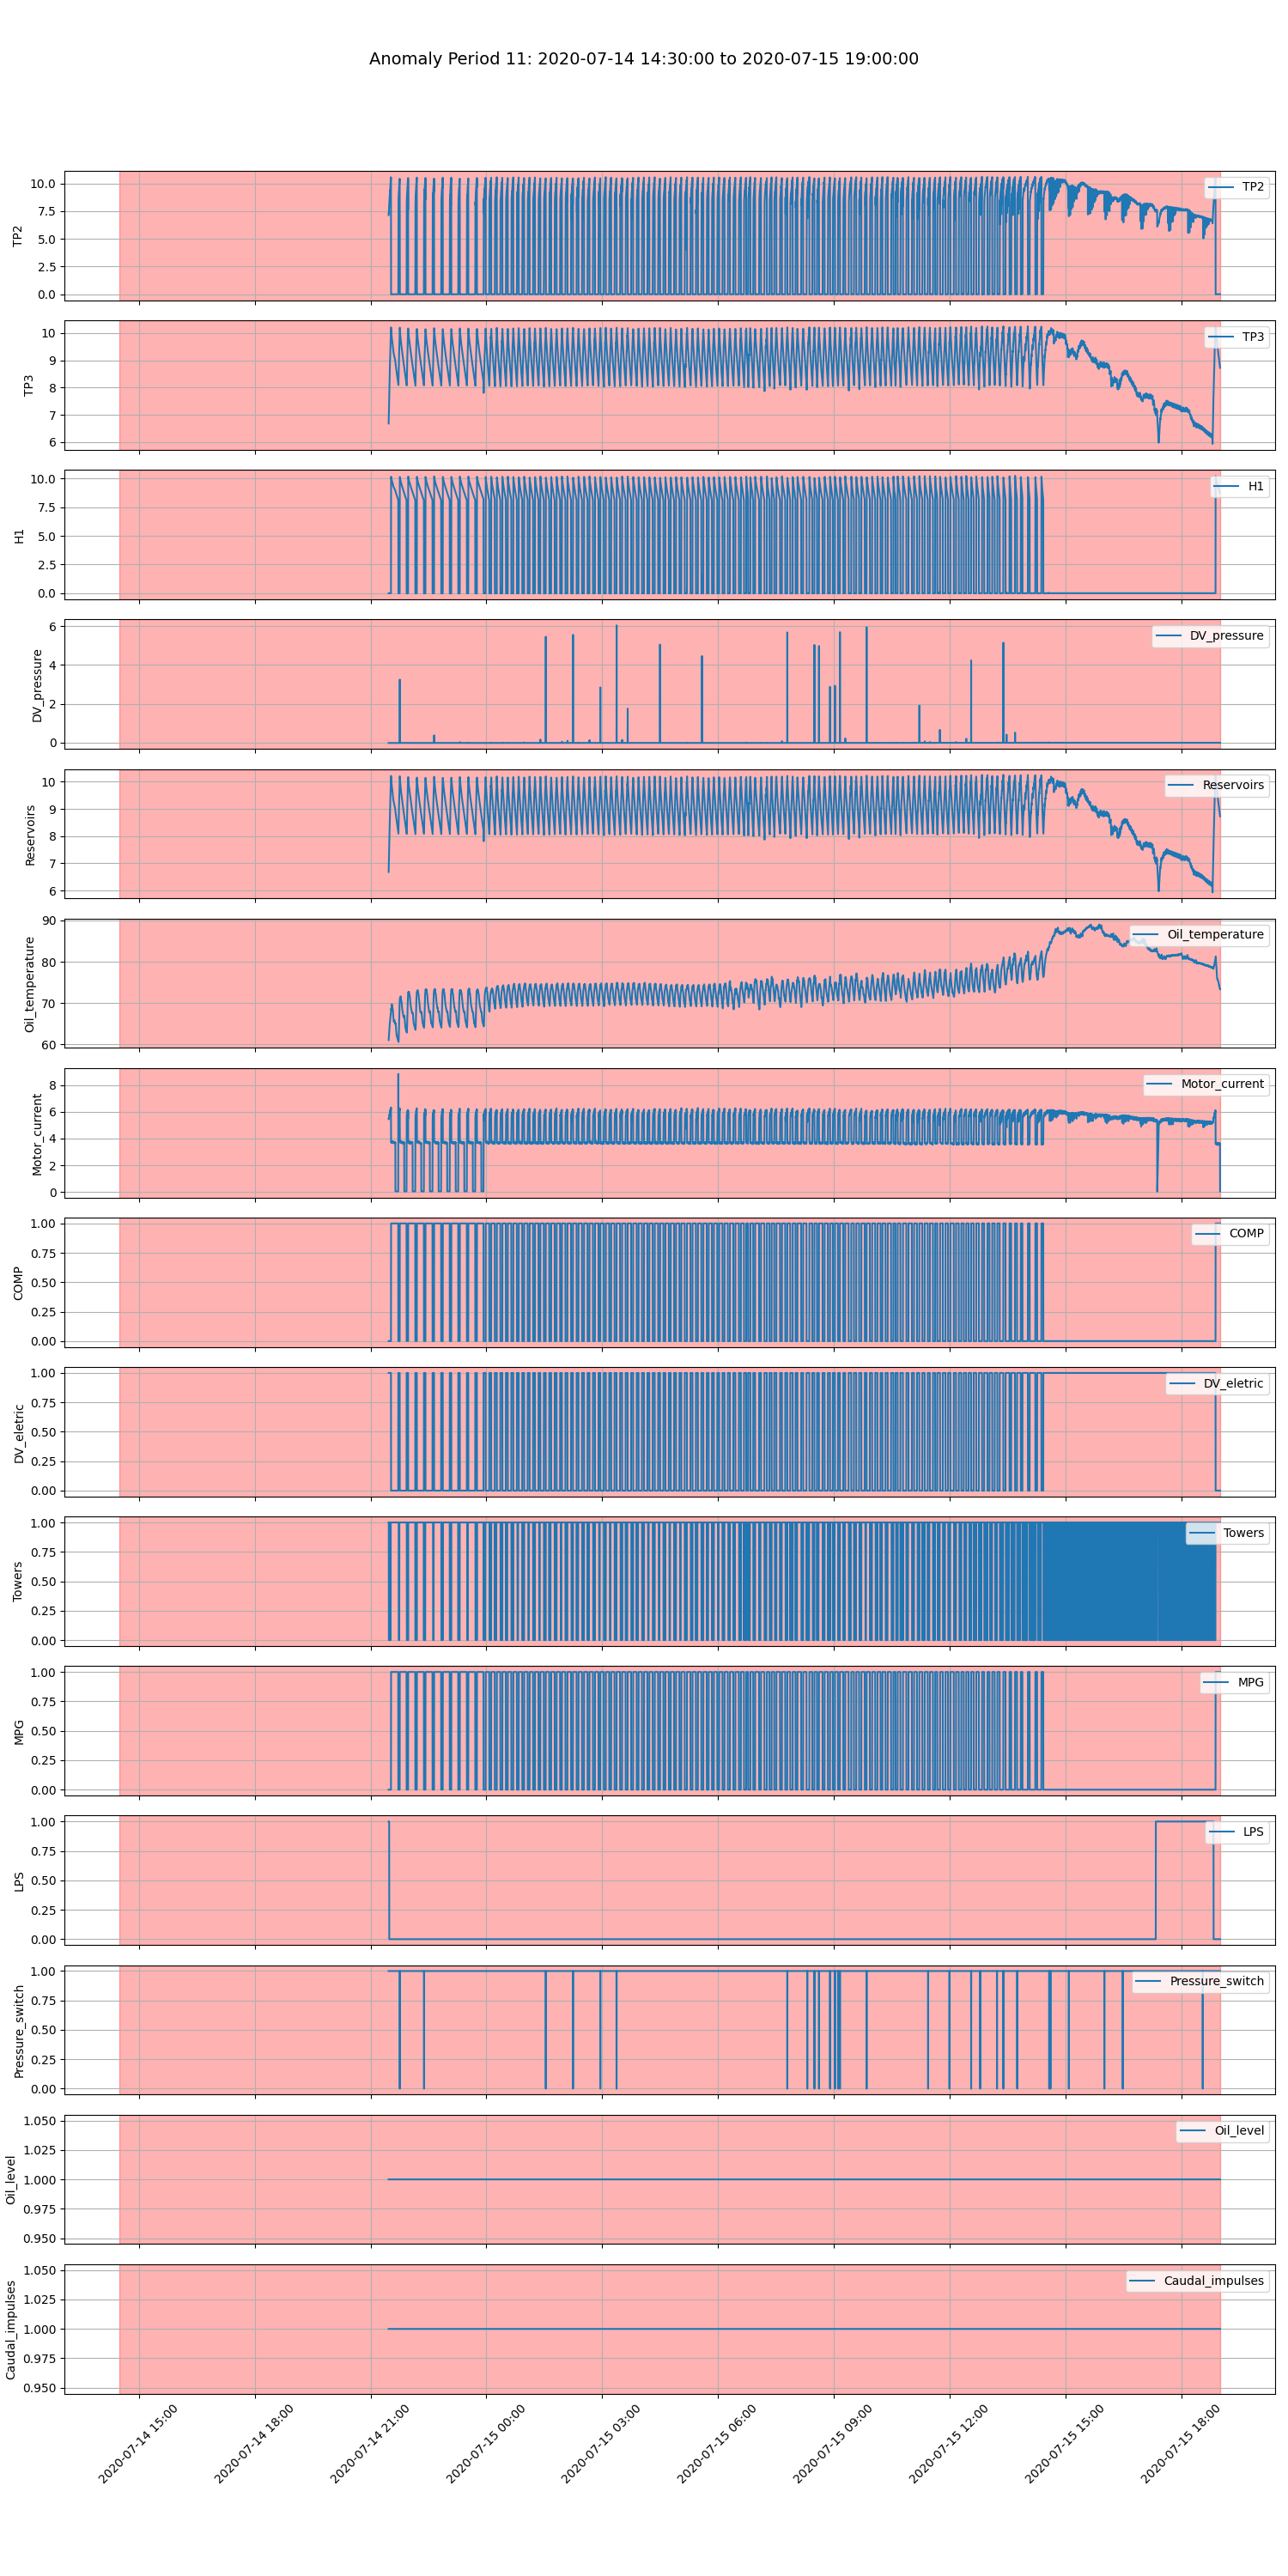 Anomaly Period 11: 2020-07-14 14:30:00 to 2020-07-15 19:00:00
TP2
10.0
7.5
5.0
2.5
0.0
TP2
TP3
10
9
8
7
6
TP3
H1
10.0
7.5
5.0
2.5
0.0
H1
DV_pressure
6
4
2
0
DV_pressure
Reservoirs
10
9
8
7
6
Reservoirs
Oil_temperature
90
80
70
60
Oil_temperature
Motor_current
8
6
4
2
0
Motor_current
COMP
1.00
0.75
0.50
0.25
0.00
COMP
DV_eletric
1.00
0.75
0.50
0.25
0.00
DV_eletric
Towers
1.00
0.75
0.50
0.25
0.00
Towers
MPG
1.00
0.75
0.50
0.25
0.00
MPG
LPS
1.00
0.75
0.50
0.25
0.00
LPS
Pressure_switch
1.00
0.75
0.50
0.25
0.00
Pressure_switch
Oil_level
1.050
1.025
1.000
0.975
0.950
Oil_level
Caudal_impulses
1.050
1.025
1.000
0.975
0.950
Caudal_impulses
2020-07-14 15:00
2020-07-14 18:00
2020-07-14 21:00
2020-07-15 00:00
2020-07-15 03:00
2020-07-15 06:00
2020-07-15 09:00
2020-07-15 12:00
2020-07-15 15:00
2020-07-15 18:00